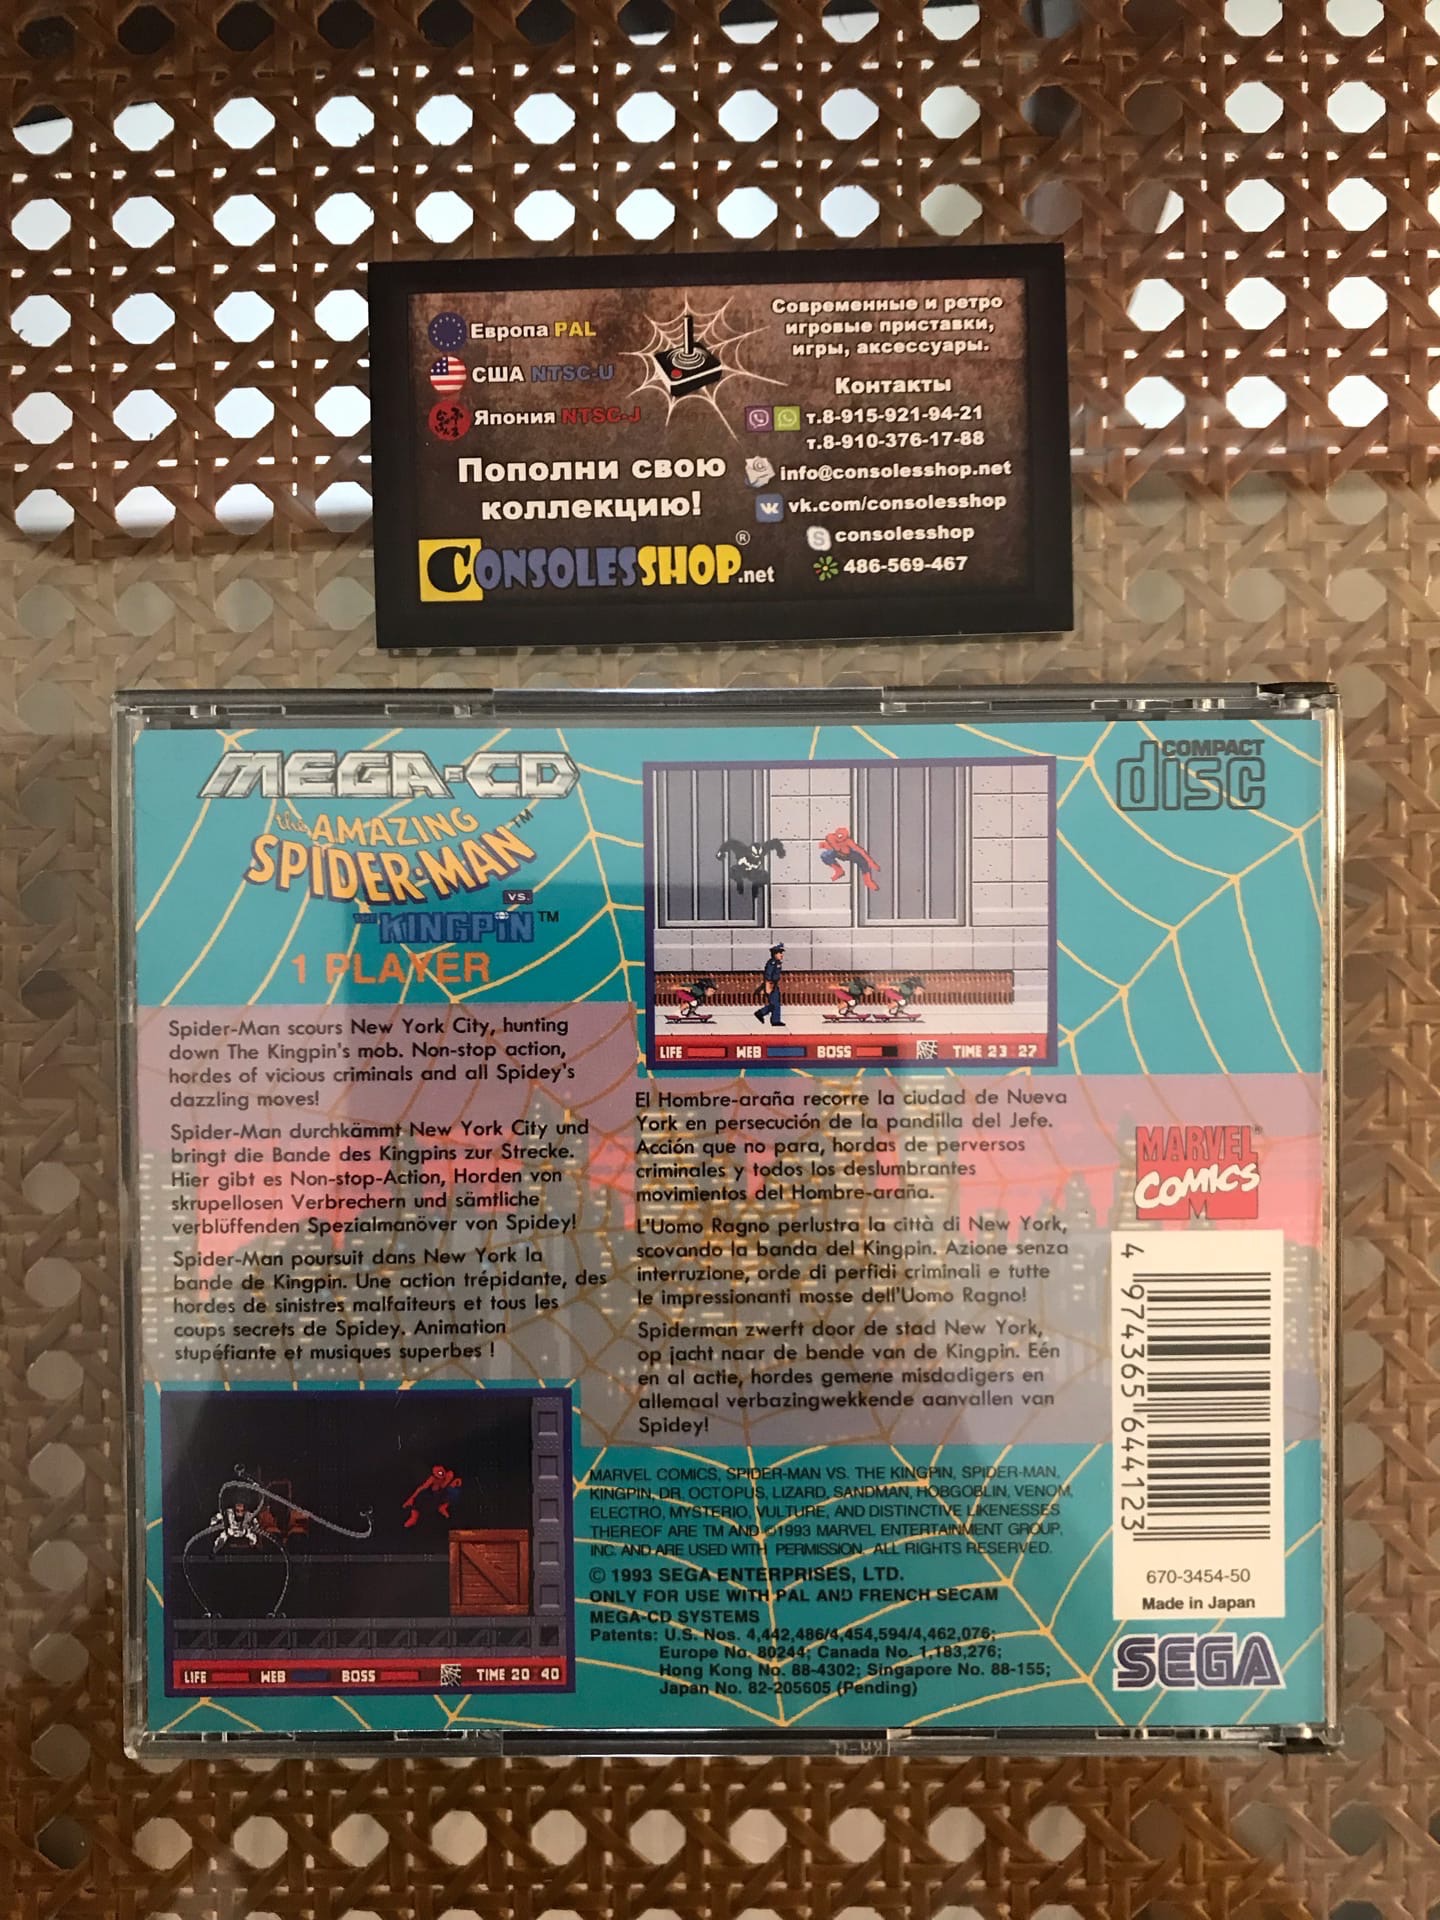 Европа PAL
США NTSC-U
Япония NTSC-J
Пополни свою
коллекцию!
CONSOLESSHOP.net
®
Современные и ретро
игровые приставки,
игры, аксессуары.
Контакты
т.8-915-921-94-21
т.8-910-376-17-88
info@consolesshop.net
vk.com/consolesshop
consolesshop
486-569-467
MEGA-CD
the AMAZING
SPIDER-MAN™
vs.
THE KINGPIN™
1 PLAYER
Spider-Man scours New York City, hunting
down The Kingpin's mob. Non-stop action,
hordes of vicious criminals and all Spidey's
dazzling moves!
Spider-Man durchkämmt New York City und
bringt die Bande des Kingpins zur Strecke.
Hier gibt es Non-stop-Action, Horden von
skrupellosen Verbrechern und sämtliche
verblüffenden Spezialmanöver von Spidey!
Spider-Man poursuit dans New York la
bande de Kingpin. Une action trépidante, des
hordes de sinistres malfaiteurs et tous les
coups secrets de Spidey. Animation
stupéfiante et musiques superbes !
LIFE WEB BOSS TIME 20 40
LIFE WEB BOSS TIME 23 27
El Hombre-araña recorre la ciudad de Nueva
York en persecución de la pandilla del Jefe.
Acción que no para, hordas de perversos
criminales y todos los deslumbrantes
movimientos del Hombre-araña.
L'Uomo Ragno perlustra la città di New York,
scovando la banda del Kingpin. Azione senza
interruzione, orde di perfidi criminali e tutte
le impressionanti mosse dell'Uomo Ragno!
Spiderman zwerft door de stad New York,
op jacht naar de bende van de Kingpin. Eén
en al actie, hordes gemene misdadigers en
allemaal verbazingwekkende aanvallen van
Spidey!
MARVEL COMICS, SPIDER-MAN VS. THE KINGPIN, SPIDER-MAN,
KINGPIN, DR. OCTOPUS, LIZARD, SANDMAN, HOBGOBLIN, VENOM,
ELECTRO, MYSTERIO, VULTURE, AND DISTINCTIVE LIKENESSES
THEREOF ARE TM AND ©1993 MARVEL ENTERTAINMENT GROUP,
INC. AND ARE USED WITH PERMISSION. ALL RIGHTS RESERVED.
© 1993 SEGA ENTERPRISES, LTD.
ONLY FOR USE WITH PAL AND FRENCH SECAM
MEGA-CD SYSTEMS
Patents: U.S. Nos. 4,442,486/4,454,594/4,462,076;
Europe No. 80244; Canada No. 1,183,276;
Hong Kong No. 88-4302; Singapore No. 88-155;
Japan No. 82-205605 (Pending)
COMPACT
disc
MARVEL®
COMICS
M
4 974365 644123
670-3454-50
Made in Japan
SEGA